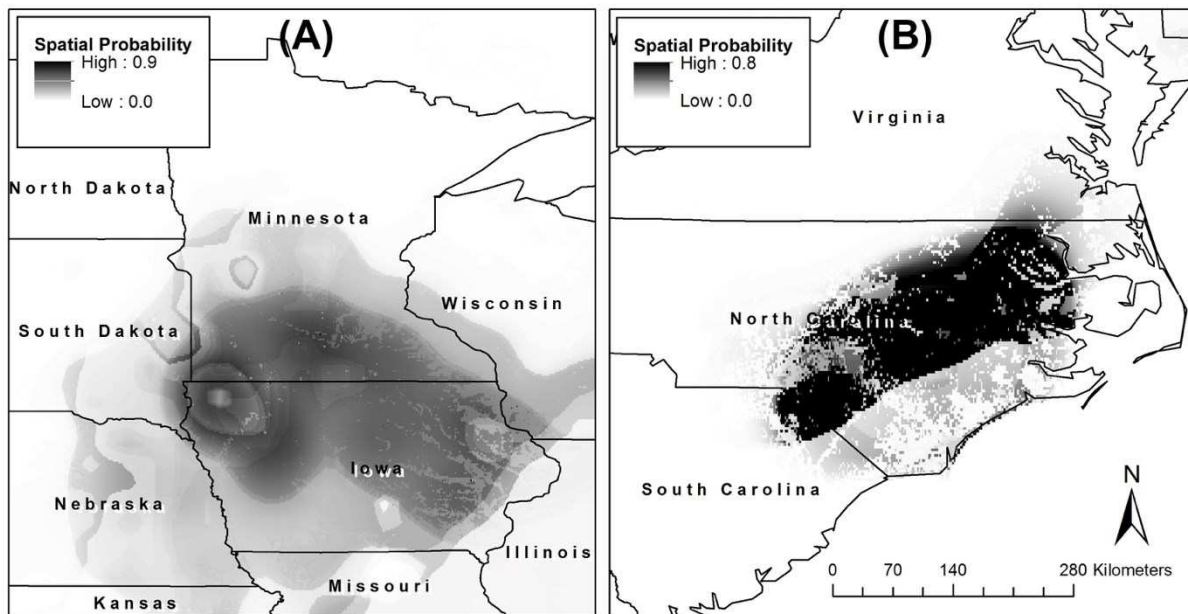 (A)
Spatial Probability
High : 0.9
Low : 0.0
North Dakota
Minnesota
Wisconsin
South Dakota
Iowa
Nebraska
Illinois
Missouri
Kansas
(B)
Spatial Probability
High : 0.8
Low : 0.0
Virginia
North Carolina
South Carolina
N
0 70 140 280 Kilometers